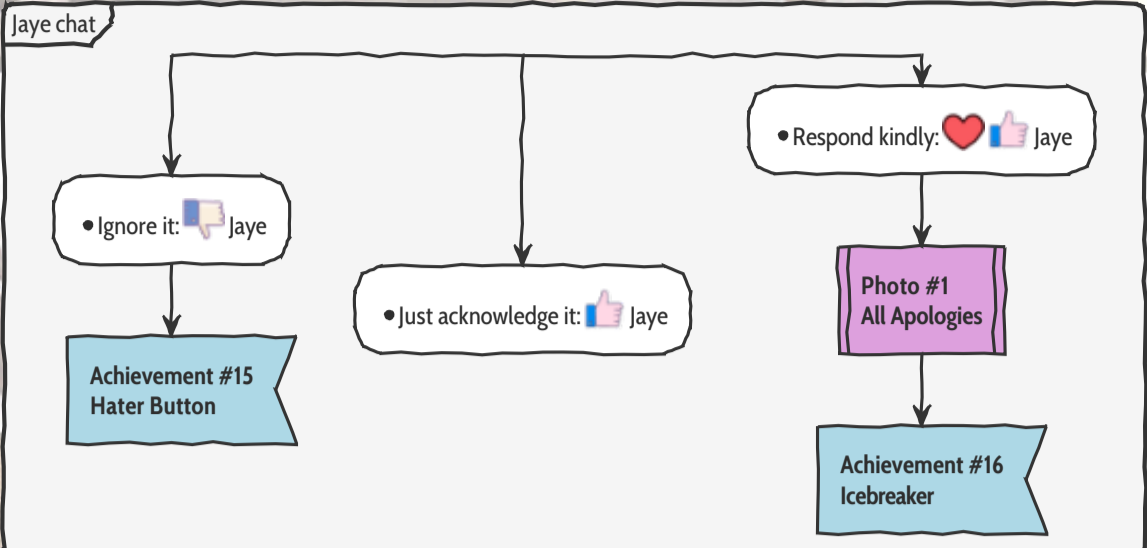 Jaye chat
• Respond kindly: ❤️👍 Jaye
• Ignore it: 👎 Jaye
• Just acknowledge it: 👍 Jaye
Photo #1
All Apologies
Achievement #15
Hater Button
Achievement #16
Icebreaker